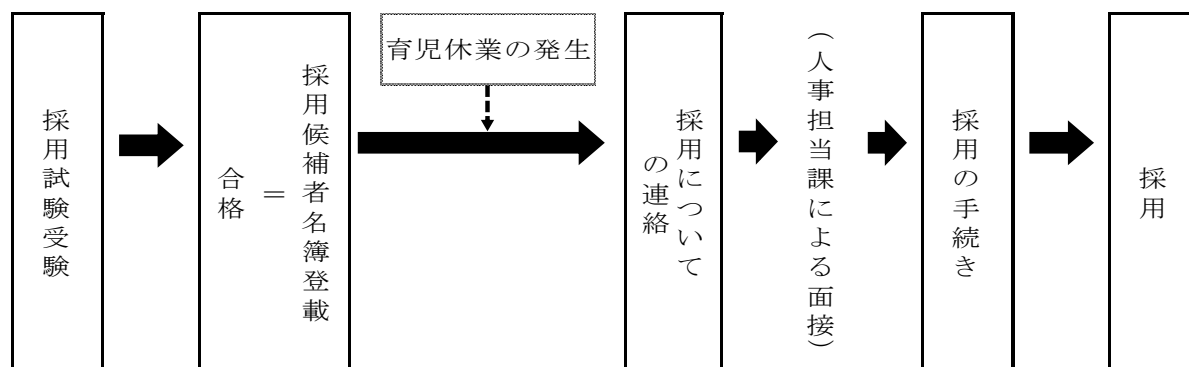 採用試験受験
合格
＝
採用候補者名簿登載
育児休業の発生
採用について
の連絡
（人事担当課による面接）
採用の手続き
採用